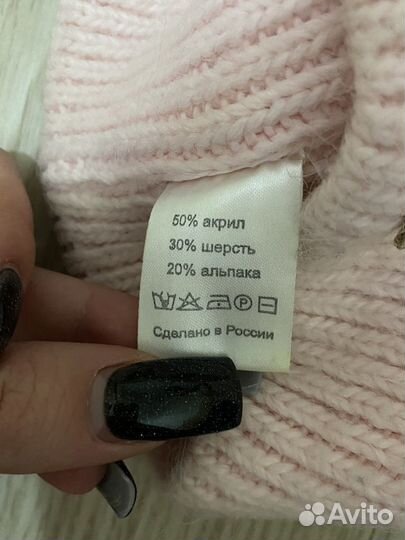 50% акрил
30% шерсть
20% альпака
P
Сделано в России
Avito